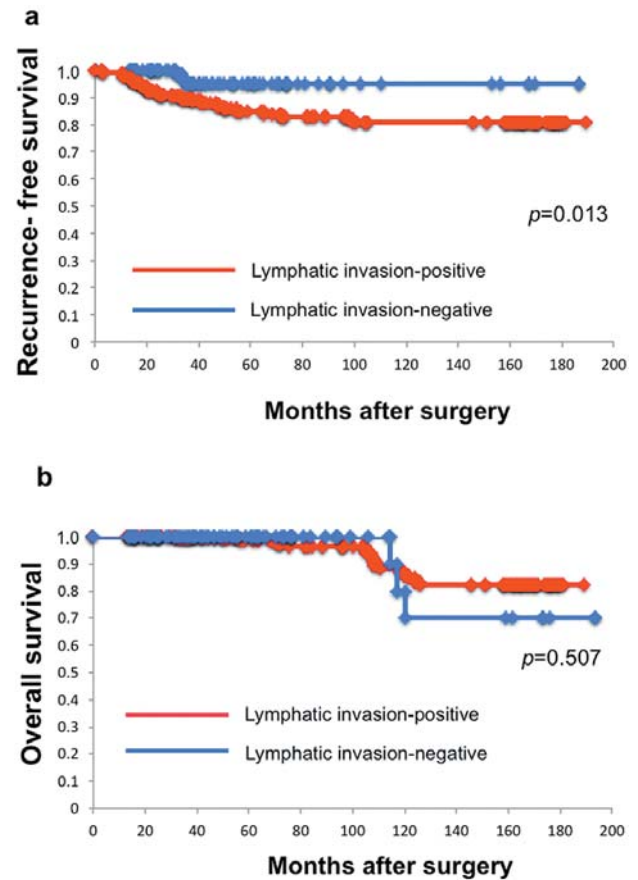 a
Recurrence- free survival
1.0
0.9
0.8
0.7
0.6
0.5
0.4
0.3
0.2
0.1
0
p=0.013
Lymphatic invasion-positive
Lymphatic invasion-negative
0 20 40 60 80 100 120 140 160 180 200
Months after surgery
b
Overall survival
1.0
0.9
0.8
0.7
0.6
0.5
0.4
0.3
0.2
0.1
0
p=0.507
Lymphatic invasion-positive
Lymphatic invasion-negative
0 20 40 60 80 100 120 140 160 180 200
Months after surgery